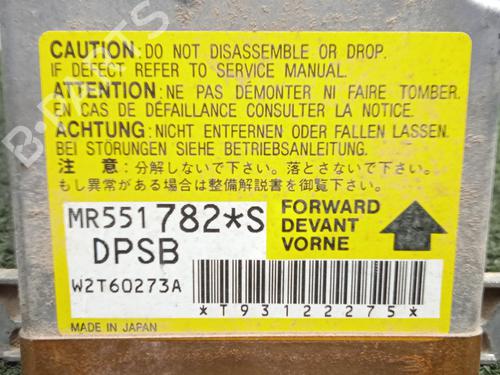 CAUTION:DO NOT DISASSEMBLE OR DROP.
IF DEFECT REFER TO SERVICE MANUAL.
ATTENTION:NE PAS DÉMONTER NI FAIRE TOMBER.
EN CAS DE DÉFAILLANCE CONSULTER LA NOTICE.
ACHTUNG:NICHT ENTFERNEN ODER FALLEN LASSEN.
BEI STÖRUNGEN SIEHE BETRIEBSANLEITUNG.
注 意:分解しないで下さい。落とさないで下さい。
もし異常がある場合は整備解説書を御覧下さい。
MR551782*S
DPSB
W2T60273A
FORWARD
DEVANT
VORNE
*T93122275*
MADE IN JAPAN
B-PARTS